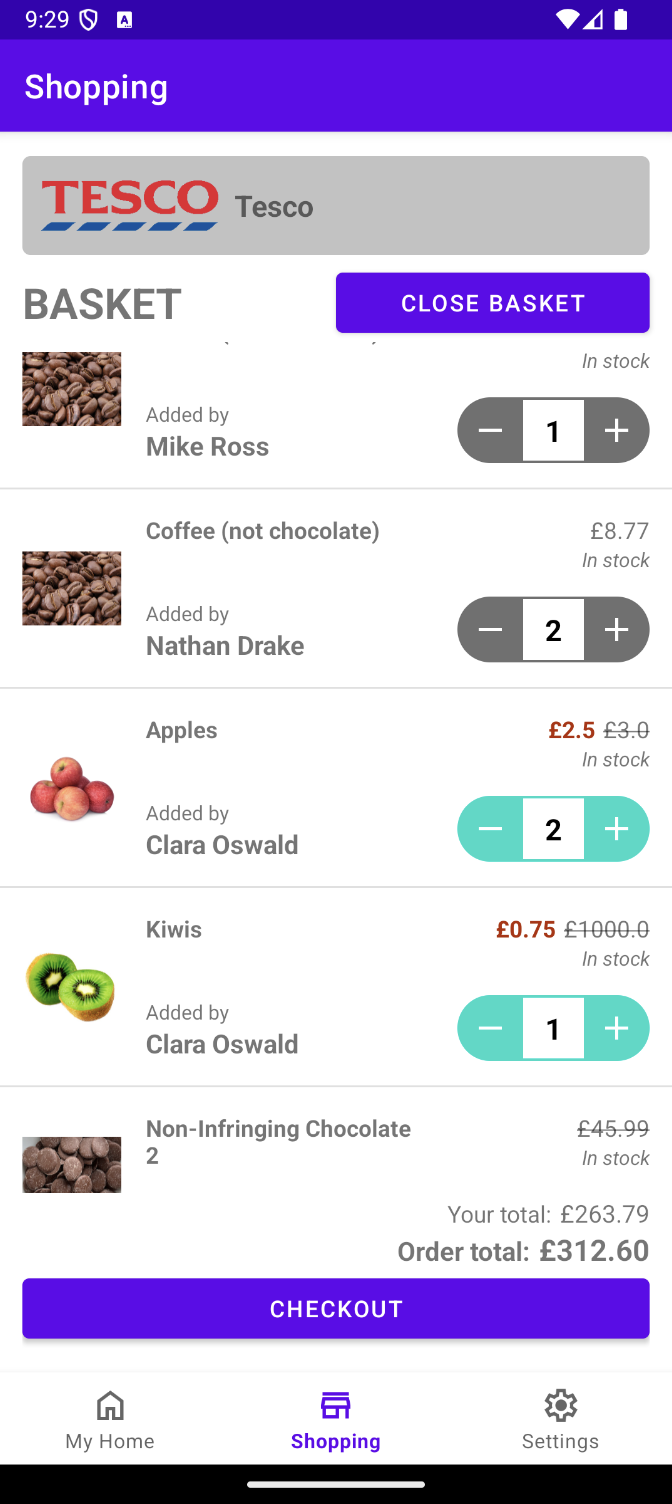 9:29
Shopping
TESCO Tesco
BASKET
CLOSE BASKET
In stock
Added by
Mike Ross
1
Coffee (not chocolate)
£8.77
In stock
Added by
Nathan Drake
2
Apples
£2.5 £3.0
In stock
Added by
Clara Oswald
2
Kiwis
£0.75 £1000.0
In stock
Added by
Clara Oswald
1
Non-Infringing Chocolate
2
£45.99
In stock
Your total: £263.79
Order total: £312.60
CHECKOUT
My Home
Shopping
Settings